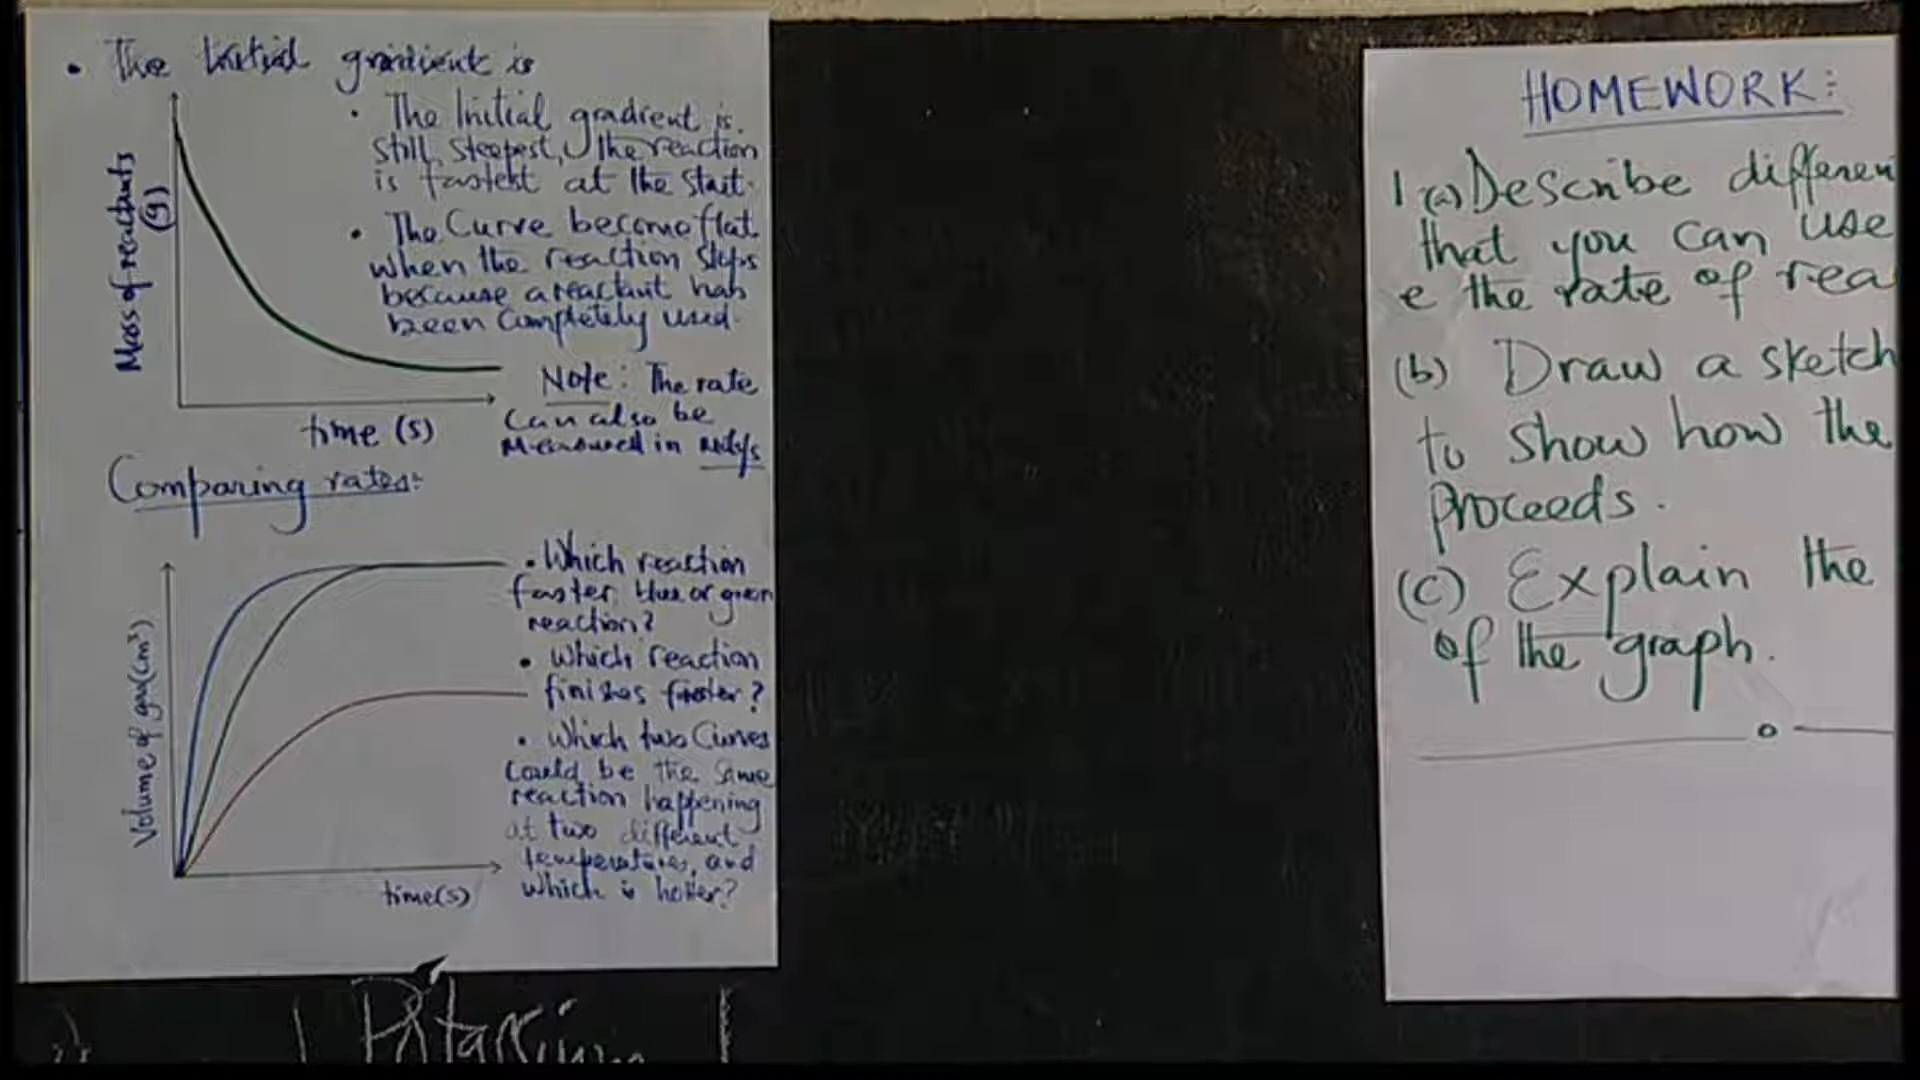 • The Initial gradient is
• The Initial gradient is
still steepest, the reaction
is fastest at the start.
• The Curve become flat
when the reaction stops
because a reactant has
been completely used.
Note: The rate
Can also be
Measured in
Mass of reactants
(g)
time (s)
Comparing rates:
• Which reaction
faster blue or green
reaction?
• Which reaction
finishes faster?
• Which two Curves
Could be the same
reaction happening
at two different
temperatures, and
which is hotter?
Volume of gas (cm³)
time(s)
HOMEWORK:
1 (a) Describe differen
that you can use
e the rate of rea
(b) Draw a sketch
to show how the
proceeds.
(c) Explain the
of the graph.